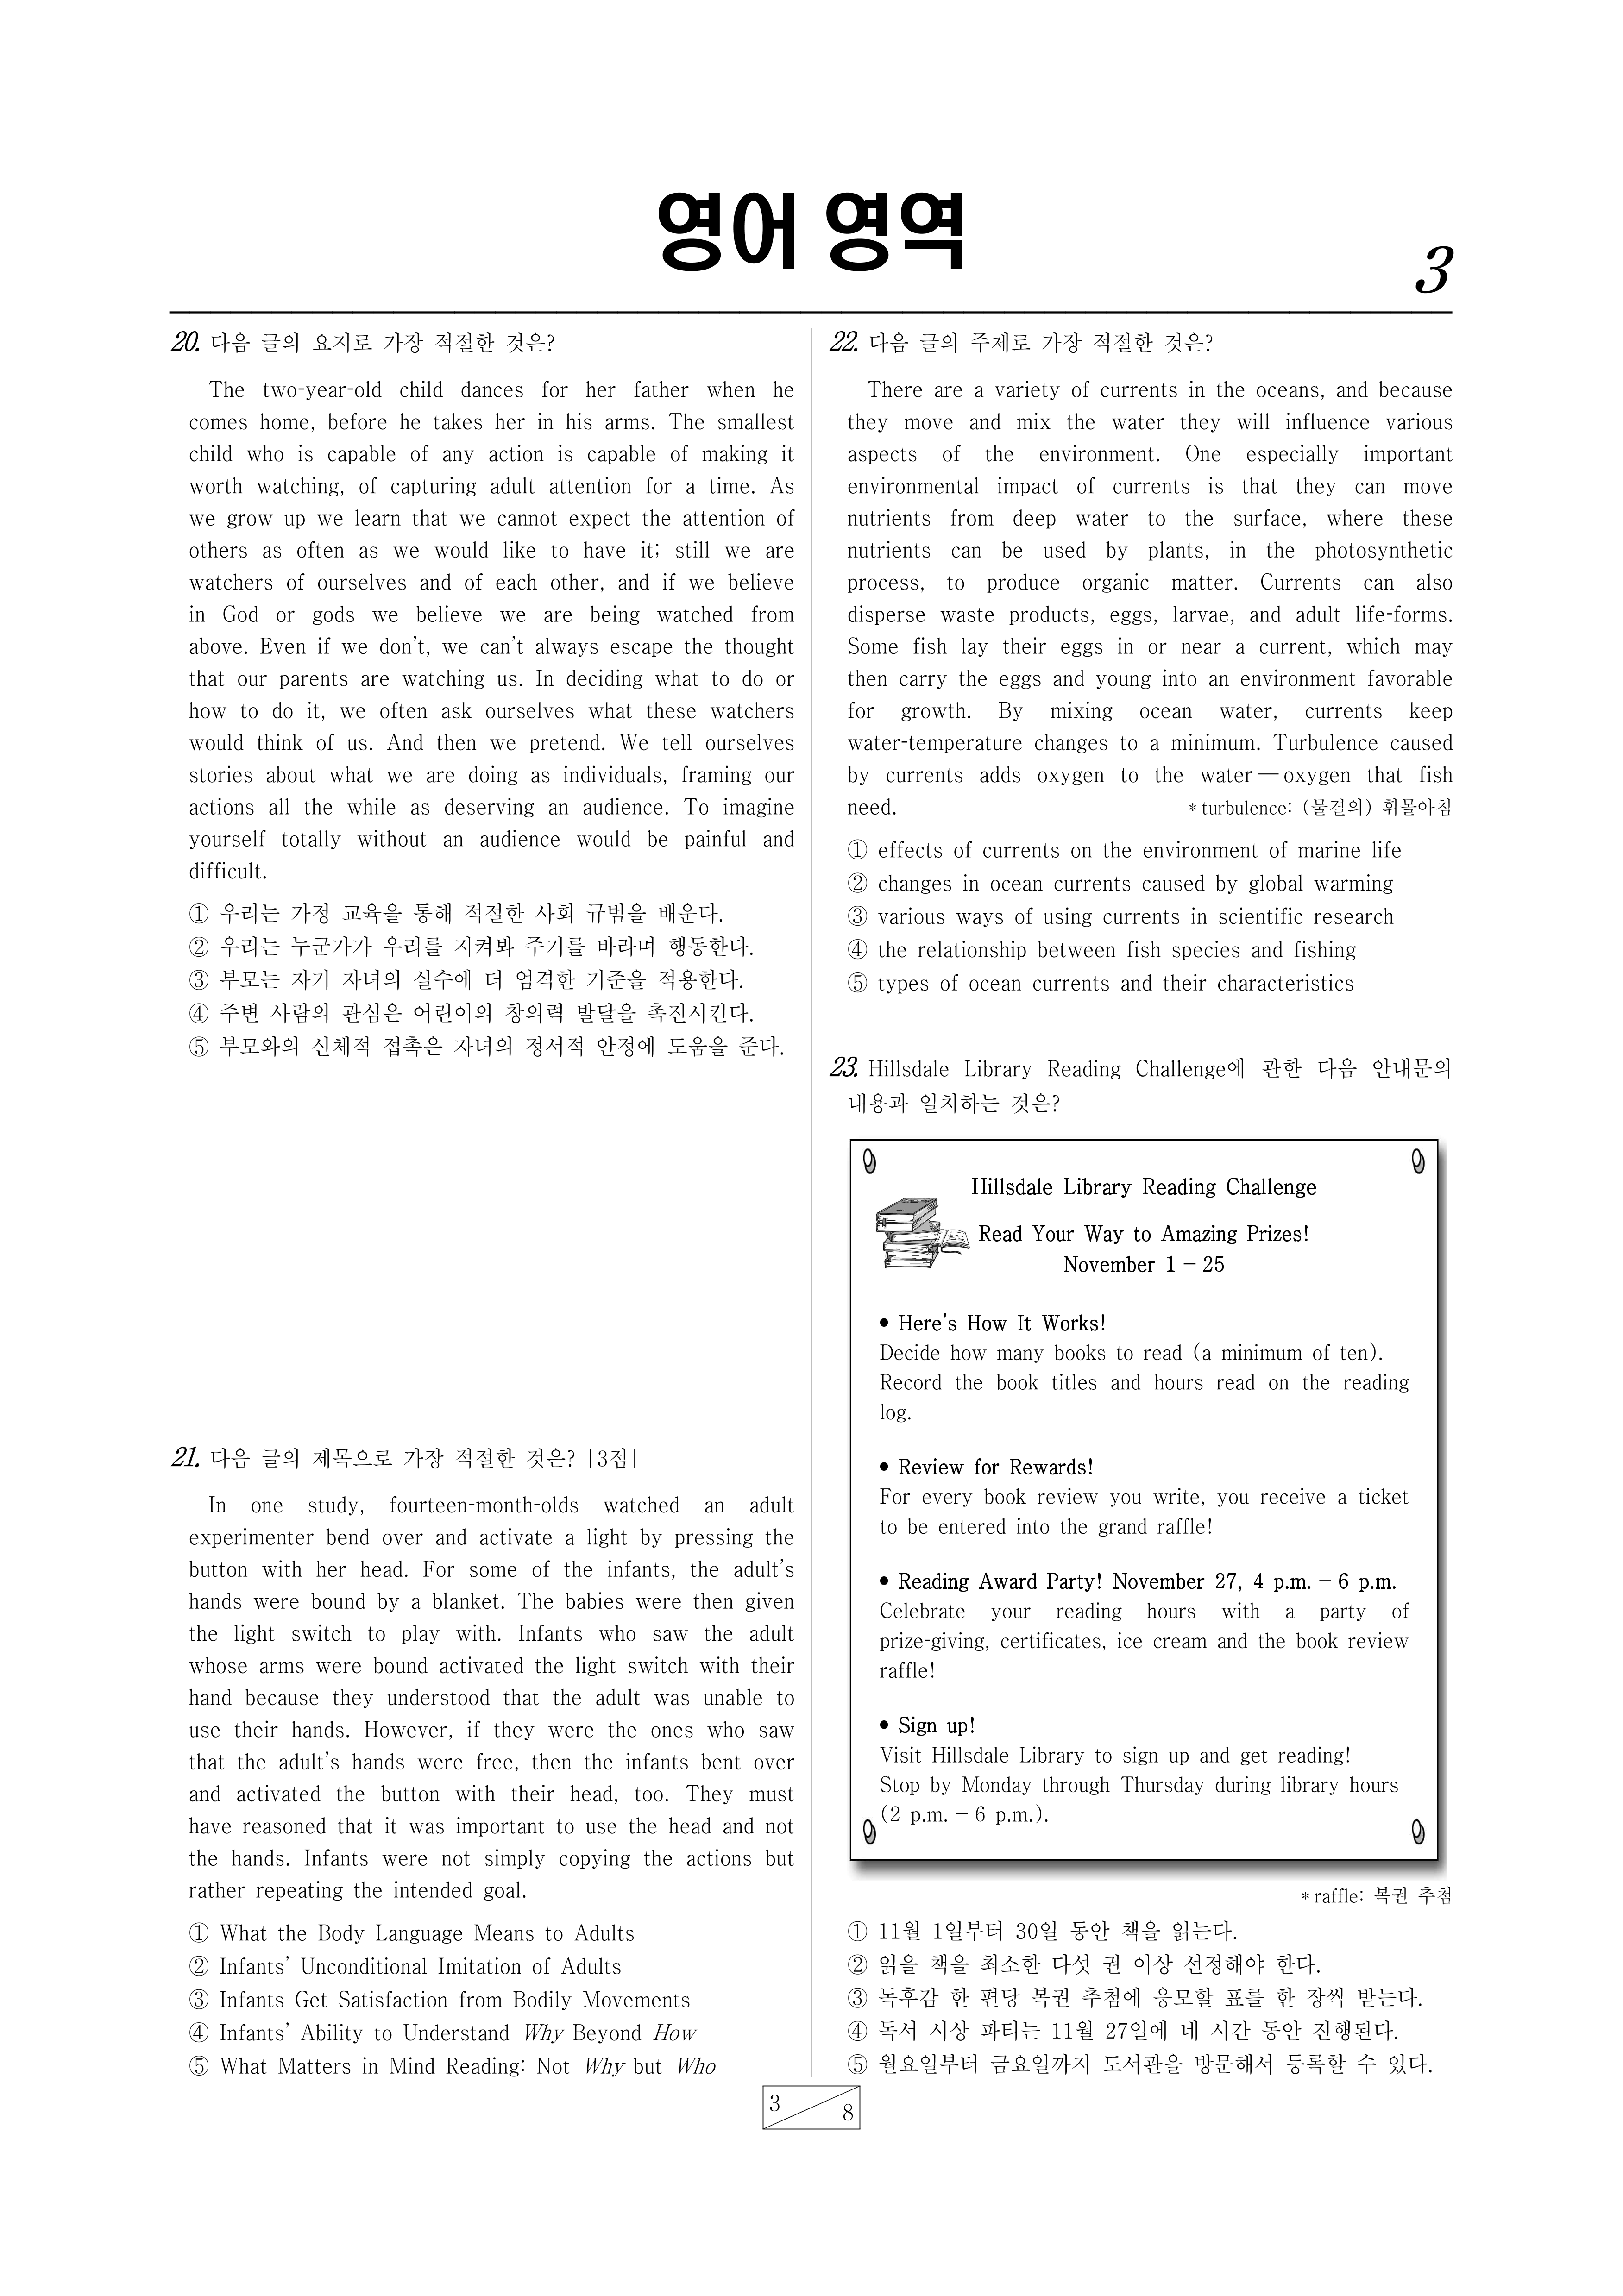 영어 영역
3
20. 다음 글의 요지로 가장 적절한 것은?
The two-year-old child dances for her father when he
comes home, before he takes her in his arms. The smallest
child who is capable of any action is capable of making it
worth watching, of capturing adult attention for a time. As
we grow up we learn that we cannot expect the attention of
others as often as we would like to have it; still we are
watchers of ourselves and of each other, and if we believe
in God or gods we believe we are being watched from
above. Even if we don't, we can't always escape the thought
that our parents are watching us. In deciding what to do or
how to do it, we often ask ourselves what these watchers
would think of us. And then we pretend. We tell ourselves
stories about what we are doing as individuals, framing our
actions all the while as deserving an audience. To imagine
yourself totally without an audience would be painful and
difficult.
① 우리는 가정 교육을 통해 적절한 사회 규범을 배운다.
② 우리는 누군가가 우리를 지켜봐 주기를 바라며 행동한다.
③ 부모는 자기 자녀의 실수에 더 엄격한 기준을 적용한다.
④ 주변 사람의 관심은 어린이의 창의력 발달을 촉진시킨다.
⑤ 부모와의 신체적 접촉은 자녀의 정서적 안정에 도움을 준다.
21. 다음 글의 제목으로 가장 적절한 것은? [3점]
In one study, fourteen-month-olds watched an adult
experimenter bend over and activate a light by pressing the
button with her head. For some of the infants, the adult's
hands were bound by a blanket. The babies were then given
the light switch to play with. Infants who saw the adult
whose arms were bound activated the light switch with their
hand because they understood that the adult was unable to
use their hands. However, if they were the ones who saw
that the adult's hands were free, then the infants bent over
and activated the button with their head, too. They must
have reasoned that it was important to use the head and not
the hands. Infants were not simply copying the actions but
rather repeating the intended goal.
① What the Body Language Means to Adults
② Infants' Unconditional Imitation of Adults
③ Infants Get Satisfaction from Bodily Movements
④ Infants' Ability to Understand Why Beyond How
⑤ What Matters in Mind Reading: Not Why but Who
22. 다음 글의 주제로 가장 적절한 것은?
There are a variety of currents in the oceans, and because
they move and mix the water they will influence various
aspects of the environment. One especially important
environmental impact of currents is that they can move
nutrients from deep water to the surface, where these
nutrients can be used by plants, in the photosynthetic
process, to produce organic matter. Currents can also
disperse waste products, eggs, larvae, and adult life-forms.
Some fish lay their eggs in or near a current, which may
then carry the eggs and young into an environment favorable
for growth. By mixing ocean water, currents keep
water-temperature changes to a minimum. Turbulence caused
by currents adds oxygen to the water — oxygen that fish
need. * turbulence: (물결의) 휘몰아침
① effects of currents on the environment of marine life
② changes in ocean currents caused by global warming
③ various ways of using currents in scientific research
④ the relationship between fish species and fishing
⑤ types of ocean currents and their characteristics
23. Hillsdale Library Reading Challenge에 관한 다음 안내문의
내용과 일치하는 것은?
Hillsdale Library Reading Challenge
Read Your Way to Amazing Prizes!
November 1 – 25
• Here's How It Works!
Decide how many books to read (a minimum of ten).
Record the book titles and hours read on the reading
log.
• Review for Rewards!
For every book review you write, you receive a ticket
to be entered into the grand raffle!
• Reading Award Party! November 27, 4 p.m. – 6 p.m.
Celebrate your reading hours with a party of
prize-giving, certificates, ice cream and the book review
raffle!
• Sign up!
Visit Hillsdale Library to sign up and get reading!
Stop by Monday through Thursday during library hours
(2 p.m. – 6 p.m.).
* raffle: 복권 추첨
① 11월 1일부터 30일 동안 책을 읽는다.
② 읽을 책을 최소한 다섯 권 이상 선정해야 한다.
③ 독후감 한 편당 복권 추첨에 응모할 표를 한 장씩 받는다.
④ 독서 시상 파티는 11월 27일에 네 시간 동안 진행된다.
⑤ 월요일부터 금요일까지 도서관을 방문해서 등록할 수 있다.
3
8